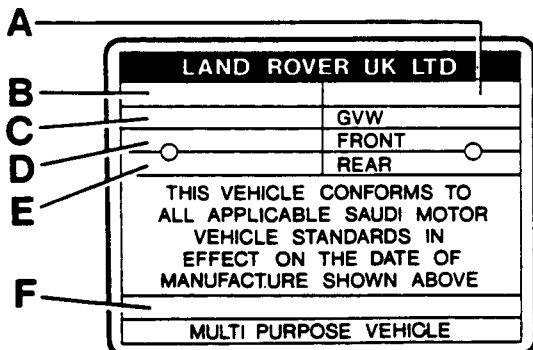 A
LAND ROVER UK LTD
B
C GVW
D FRONT
E REAR
THIS VEHICLE CONFORMS TO
ALL APPLICABLE SAUDI MOTOR
VEHICLE STANDARDS IN
EFFECT ON THE DATE OF
MANUFACTURE SHOWN ABOVE
F
MULTI PURPOSE VEHICLE